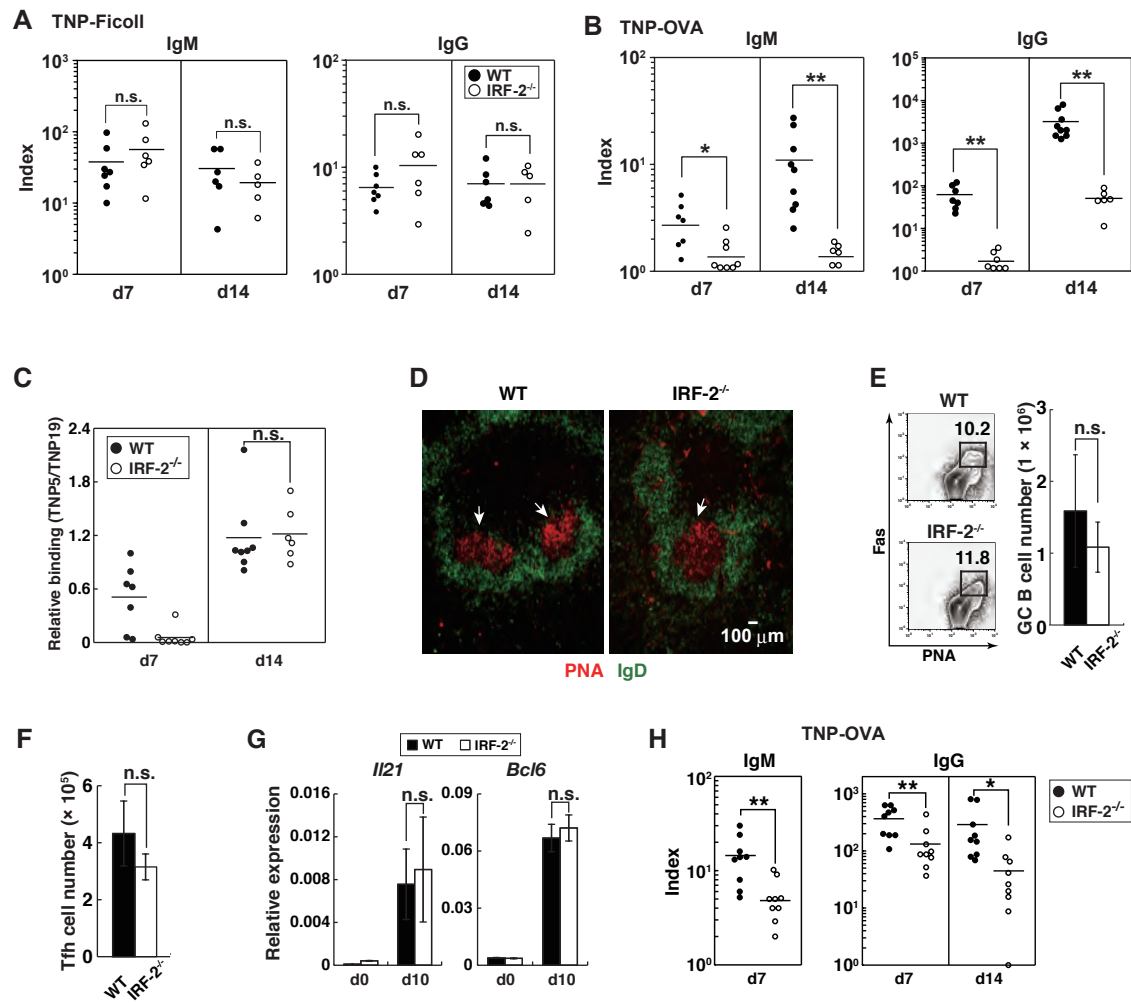 A
TNP-Ficoll
IgM
IgG
WT
IRF-2-/-
n.s.
n.s.
n.s.
n.s.
Index
10³
10²
10¹
10⁰
10²
10¹
10⁰
d7
d14
d7
d14
B
TNP-OVA
IgM
IgG
*
**
**
**
Index
10²
10¹
10⁰
10⁵
10⁴
10³
10²
10¹
10⁰
d7
d14
d7
d14
C
WT
IRF-2-/-
n.s.
Relative binding (TNP5/TNP19)
2.4
1.8
1.2
0.6
0
d7
d14
D
WT
IRF-2-/-
100 μm
PNA IgD
E
WT
10.2
IRF-2-/-
11.8
Fas
PNA
GC B cell number (1 × 10⁶)
3
2
1
0
n.s.
WT
IRF-2-/-
F
Tfh cell number (× 10⁵)
6
4
2
0
n.s.
WT
IRF-2-/-
G
WT IRF-2-/-
Il21
Bcl6
Relative expression
0.016
0.012
0.008
0.004
0
n.s.
0.09
0.06
0.03
0
n.s.
d0
d10
d0
d10
H
TNP-OVA
IgM
IgG
WT
IRF-2-/-
**
**
*
Index
10²
10¹
10⁰
10³
10²
10¹
10⁰
d7
d7
d14